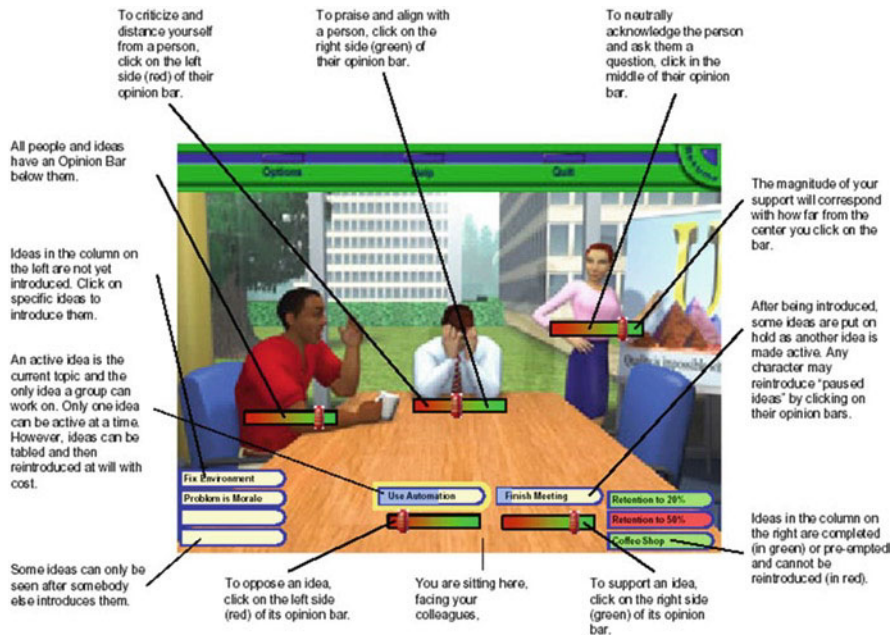 To criticize and
distance yourself
from a person,
click on the left
side (red) of their
opinion bar.
To praise and align with
a person, click on the
right side (green) of
their opinion bar.
To neutrally
acknowledge the person
and ask them a
question, click in the
middle of their opinion
bar.
All people and ideas
have an Opinion Bar
below them.
Ideas in the column on
the left are not yet
introduced. Click on
specific ideas to
introduce them.
An active idea is the
current topic and the
only idea a group can
work on. Only one idea
can be active at a time.
However, ideas can be
tabled and then
reintroduced at will with
cost.
Some ideas can only be
seen after somebody
else introduces them.
Options
Help
Quit
Quality is impossible wit
Fix Environment
Problem is Morale
Use Automation
Finish Meeting
Retention to 20%
Retention to 50%
Coffee Shop
The magnitude of your
support will correspond
with how far from the
center you click on the
bar.
After being introduced,
some ideas are put on
hold as another idea is
made active. Any
character may
reintroduce “paused
ideas” by clicking on
their opinion bars.
Ideas in the column on
the right are completed
(in green) or pre-empted
and cannot be
reintroduced (in red).
To oppose an idea,
click on the left side
(red) of its opinion bar.
You are sitting here,
facing your
colleagues,
To support an idea,
click on the right side
(green) of its opinion
bar.